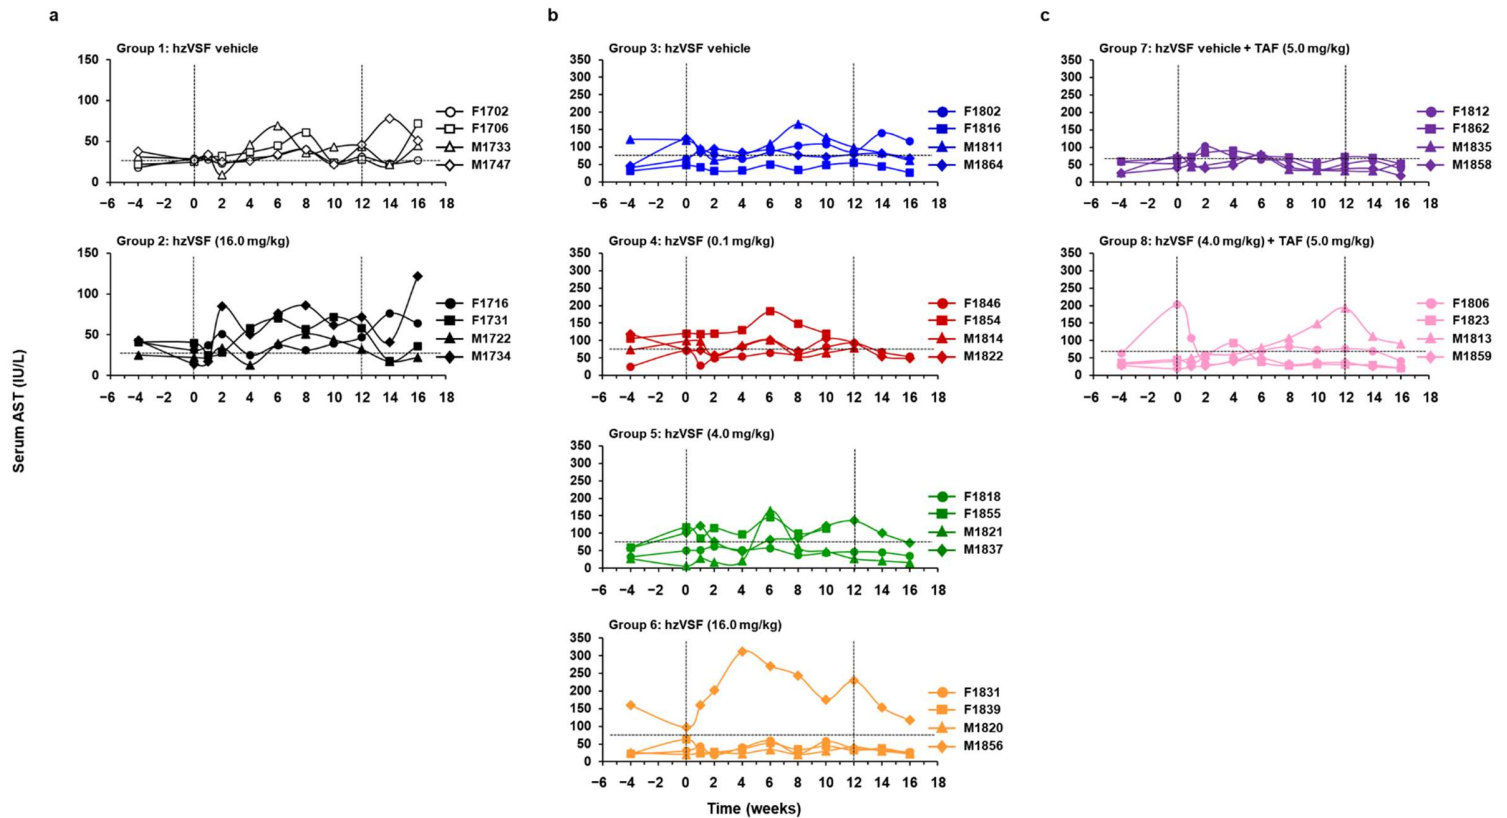 a
Group 1: hzVSF vehicle
150
100
50
0
−6 −4 −2 0 2 4 6 8 10 12 14 16 18
F1702
F1706
M1733
M1747
Group 2: hzVSF (16.0 mg/kg)
150
100
50
0
−6 −4 −2 0 2 4 6 8 10 12 14 16 18
F1716
F1731
M1722
M1734
Serum AST (IU/L)
b
Group 3: hzVSF vehicle
350
300
250
200
150
100
50
0
−6 −4 −2 0 2 4 6 8 10 12 14 16 18
F1802
F1816
M1811
M1864
Group 4: hzVSF (0.1 mg/kg)
350
300
250
200
150
100
50
0
−6 −4 −2 0 2 4 6 8 10 12 14 16 18
F1846
F1854
M1814
M1822
Group 5: hzVSF (4.0 mg/kg)
350
300
250
200
150
100
50
0
−6 −4 −2 0 2 4 6 8 10 12 14 16 18
F1818
F1855
M1821
M1837
Group 6: hzVSF (16.0 mg/kg)
350
300
250
200
150
100
50
0
−6 −4 −2 0 2 4 6 8 10 12 14 16 18
F1831
F1839
M1820
M1856
Time (weeks)
c
Group 7: hzVSF vehicle + TAF (5.0 mg/kg)
350
300
250
200
150
100
50
0
−6 −4 −2 0 2 4 6 8 10 12 14 16 18
F1812
F1862
M1835
M1858
Group 8: hzVSF (4.0 mg/kg) + TAF (5.0 mg/kg)
350
300
250
200
150
100
50
0
−6 −4 −2 0 2 4 6 8 10 12 14 16 18
F1806
F1823
M1813
M1859